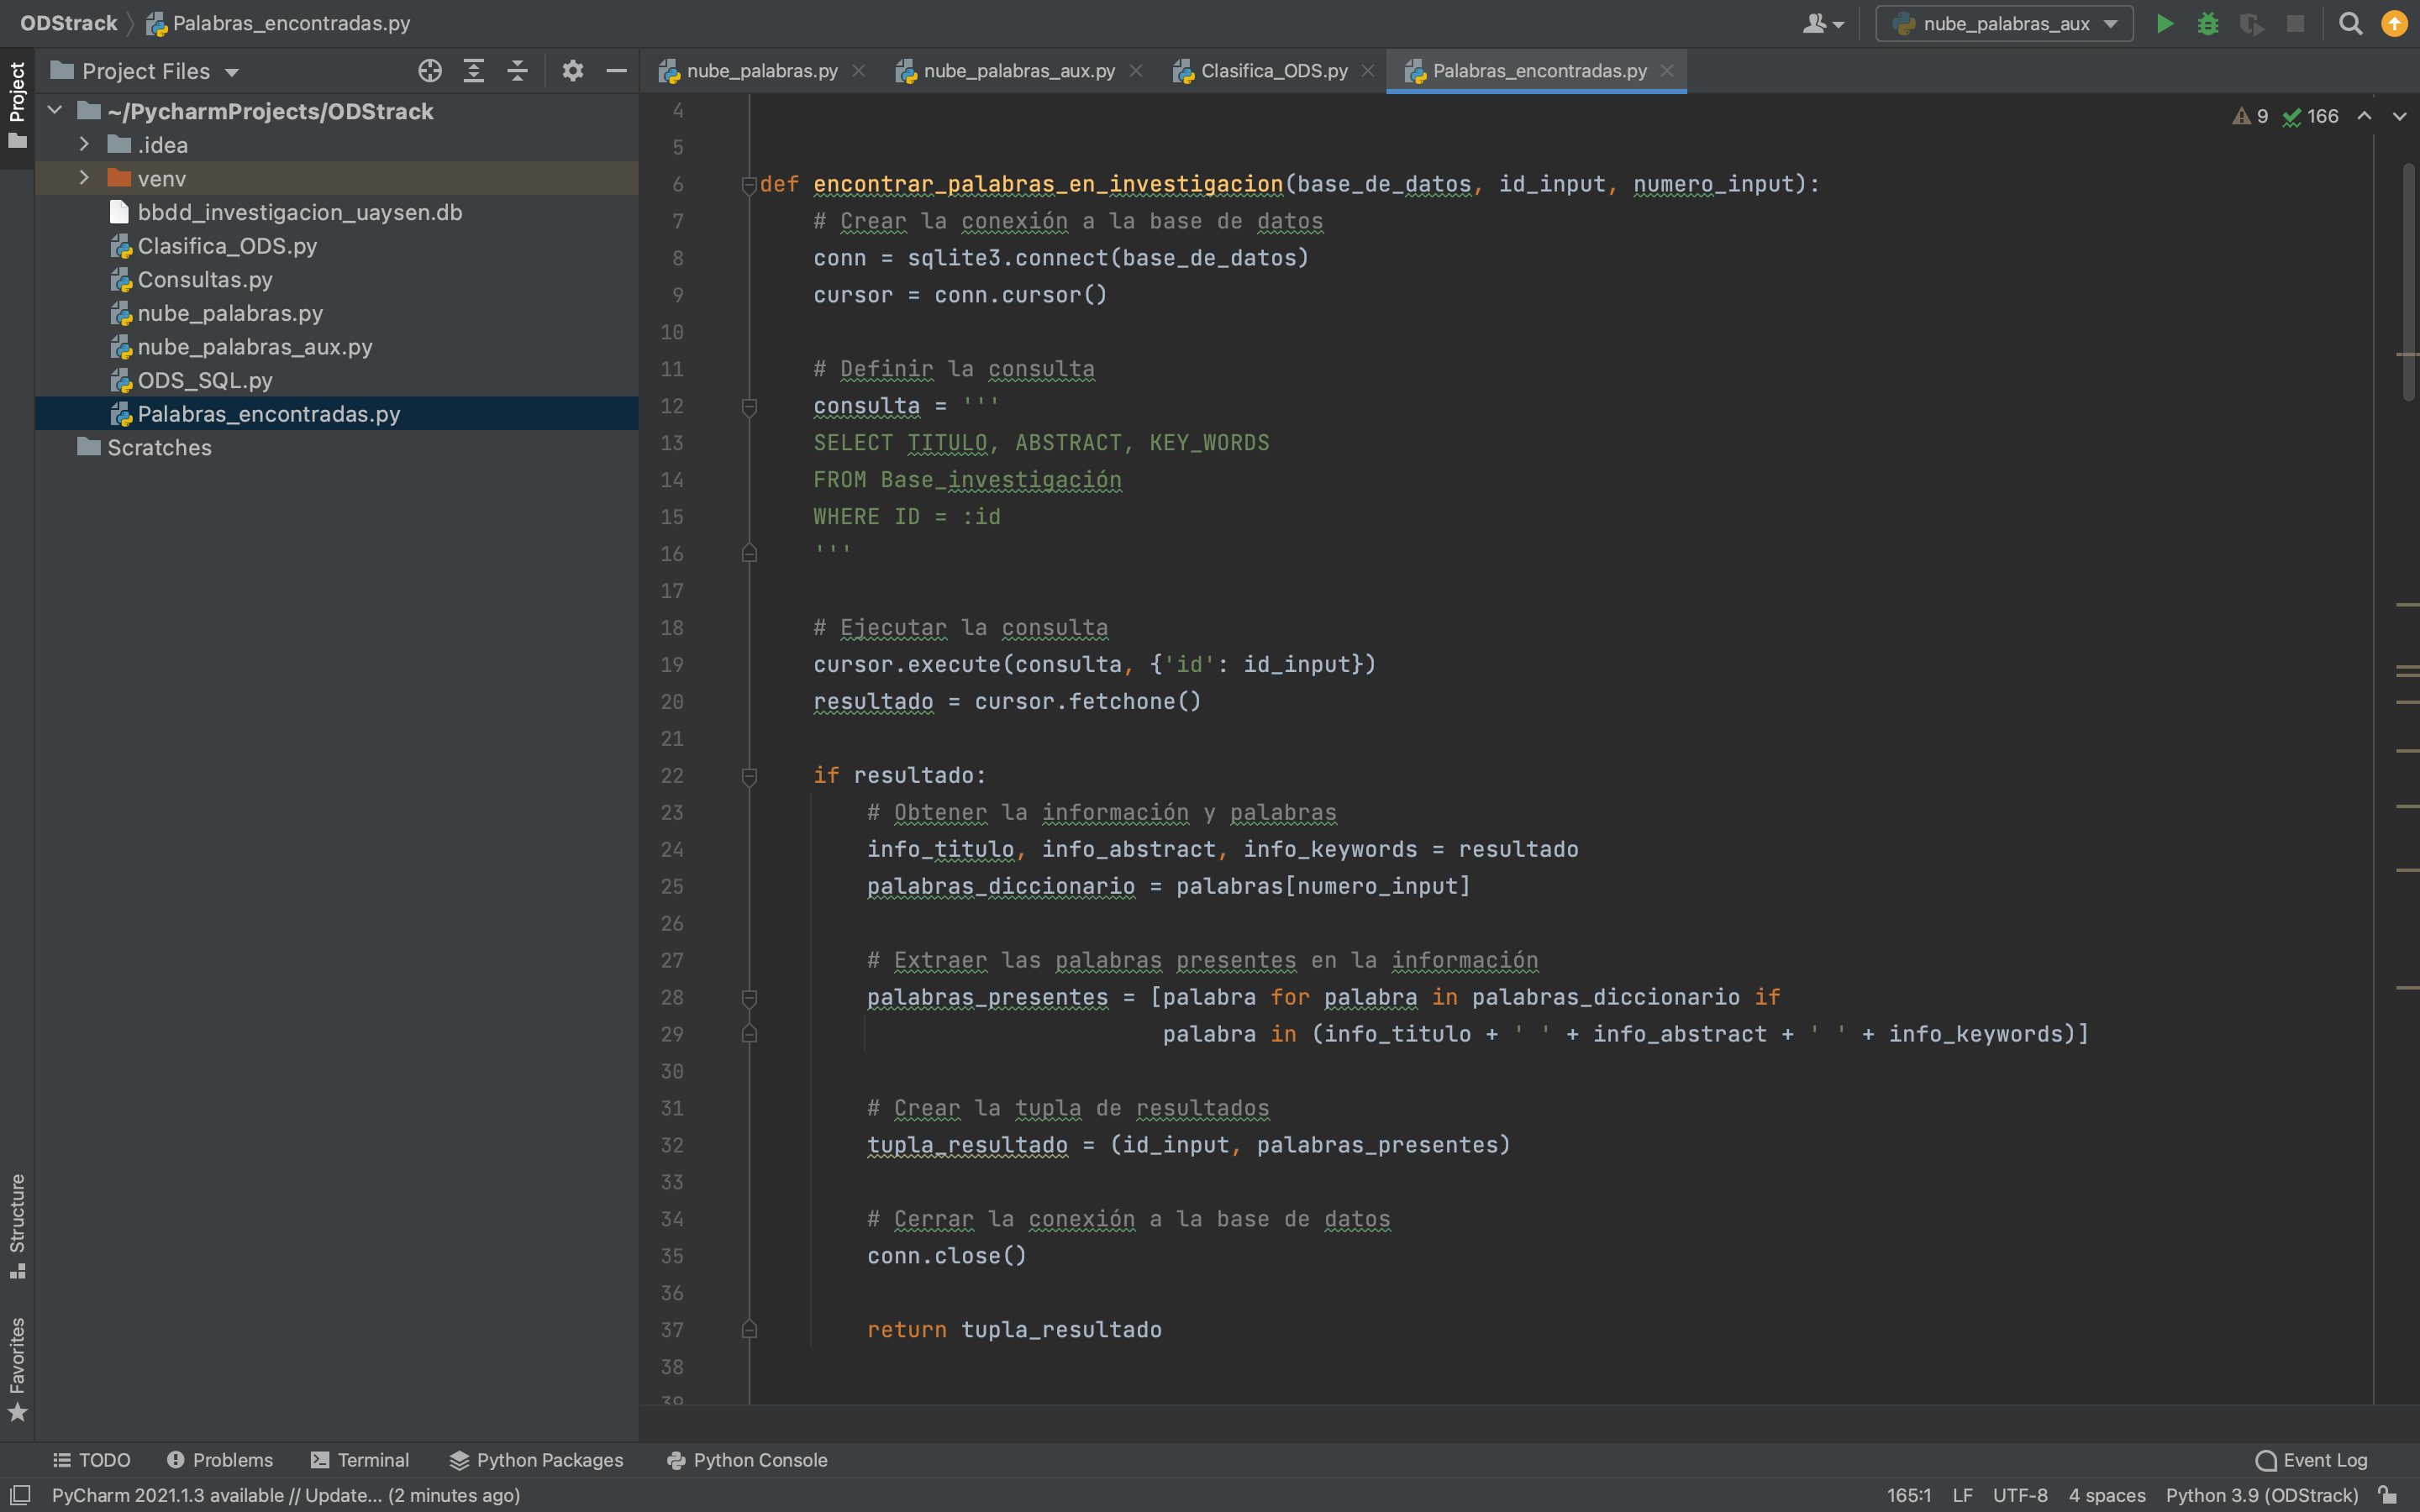 ODStrack
Palabras_encontradas.py
nube_palabras_aux
Project
Project Files
nube_palabras.py
nube_palabras_aux.py
Clasifica_ODS.py
Palabras_encontradas.py
9
166
~/PycharmProjects/ODStrack
.idea
venv
bbdd_investigacion_uaysen.db
Clasifica_ODS.py
Consultas.py
nube_palabras.py
nube_palabras_aux.py
ODS_SQL.py
Palabras_encontradas.py
Scratches
4
5
6 def encontrar_palabras_en_investigacion(base_de_datos, id_input, numero_input):
7 # Crear la conexión a la base de datos
8 conn = sqlite3.connect(base_de_datos)
9 cursor = conn.cursor()
10
11 # Definir la consulta
12 consulta = '''
13 SELECT TITULO, ABSTRACT, KEY_WORDS
14 FROM Base_investigación
15 WHERE ID = :id
16 '''
17
18 # Ejecutar la consulta
19 cursor.execute(consulta, {'id': id_input})
20 resultado = cursor.fetchone()
21
22 if resultado:
23 # Obtener la información y palabras
24 info_titulo, info_abstract, info_keywords = resultado
25 palabras_diccionario = palabras[numero_input]
26
27 # Extraer las palabras presentes en la información
28 palabras_presentes = [palabra for palabra in palabras_diccionario if
29 palabra in (info_titulo + ' ' + info_abstract + ' ' + info_keywords)]
30
31 # Crear la tupla de resultados
32 tupla_resultado = (id_input, palabras_presentes)
33
34 # Cerrar la conexión a la base de datos
35 conn.close()
36
37 return tupla_resultado
38
39
Structure
Favorites
TODO
Problems
Terminal
Python Packages
Python Console
Event Log
PyCharm 2021.1.3 available // Update... (2 minutes ago)
165:1
LF
UTF-8
4 spaces
Python 3.9 (ODStrack)